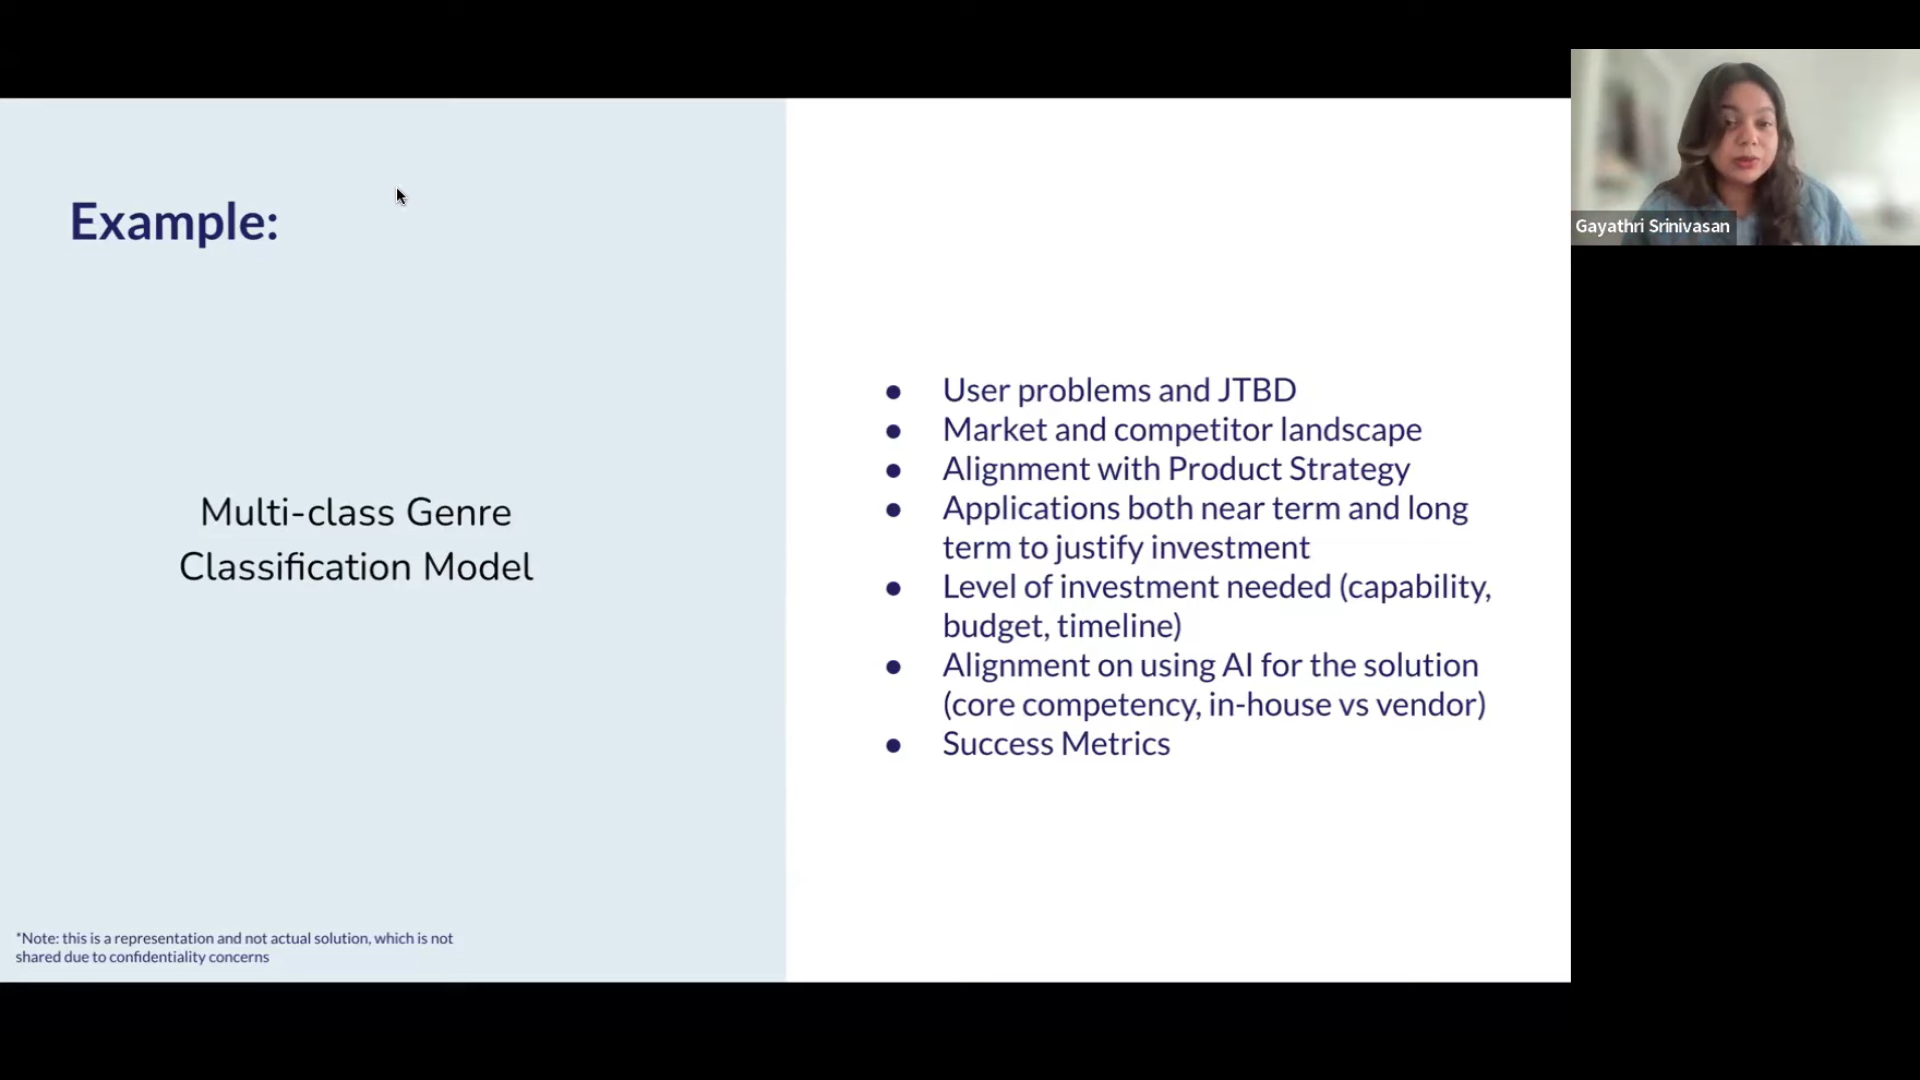 Example:
Multi-class Genre
Classification Model
*Note: this is a representation and not actual solution, which is not
shared due to confidentiality concerns
● User problems and JTBD
● Market and competitor landscape
● Alignment with Product Strategy
● Applications both near term and long
term to justify investment
● Level of investment needed (capability,
budget, timeline)
● Alignment on using AI for the solution
(core competency, in-house vs vendor)
● Success Metrics
Gayathri Srinivasan